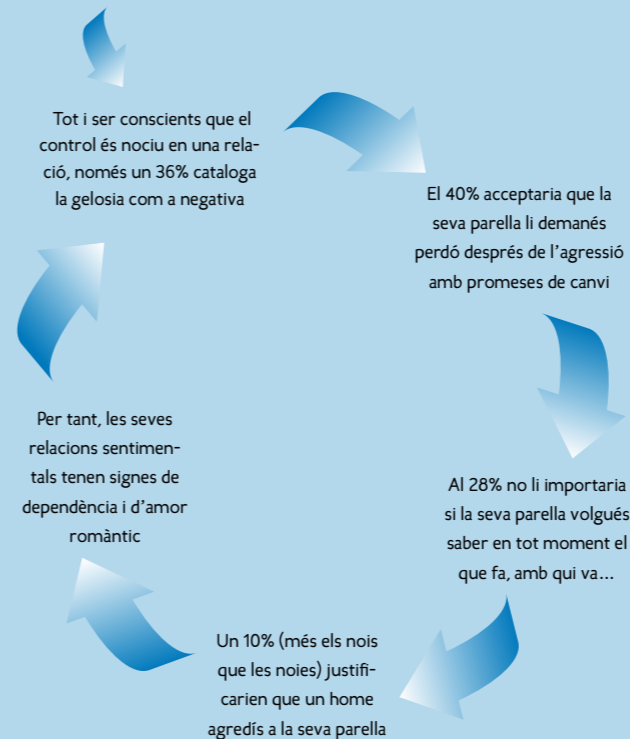 Tot i ser conscients que el
control és nociu en una rela-
ció, només un 36% cataloga
la gelosia com a negativa
El 40% acceptaria que la
seva parella li demanés
perdó després de l'agressió
amb promeses de canvi
Al 28% no li importaria
si la seva parella volgués
saber en tot moment el
que fa, amb qui va...
Un 10% (més els nois
que les noies) justifi-
carien que un home
agredís a la seva parella
Per tant, les seves
relacions sentimen-
tals tenen signes de
dependència i d'amor
romàntic